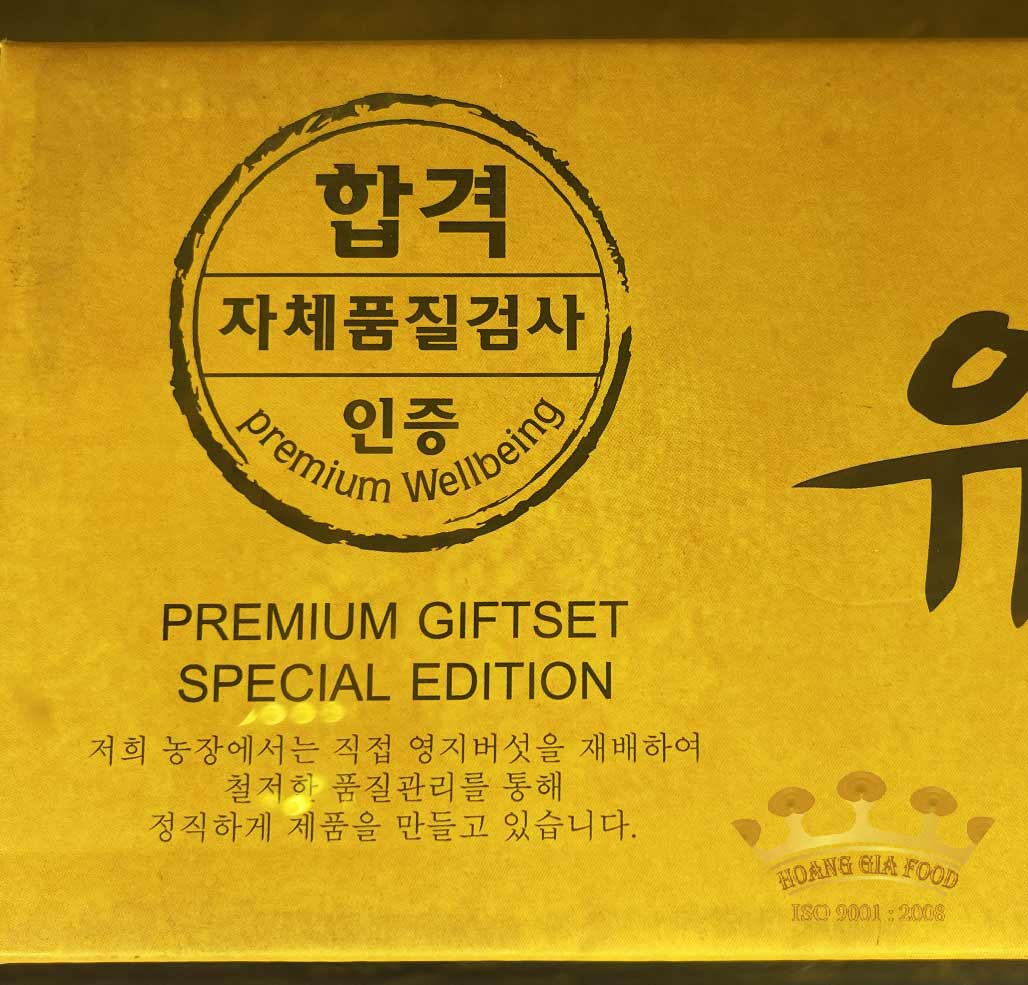 합격
자체품질검사
인증
premium Wellbeing
PREMIUM GIFTSET
SPECIAL EDITION
저희 농장에서는 직접 영지버섯을 재배하여
철저한 품질관리를 통해
정직하게 제품을 만들고 있습니다.
유
HOANG GIA FOOD
ISO 9001 : 2008